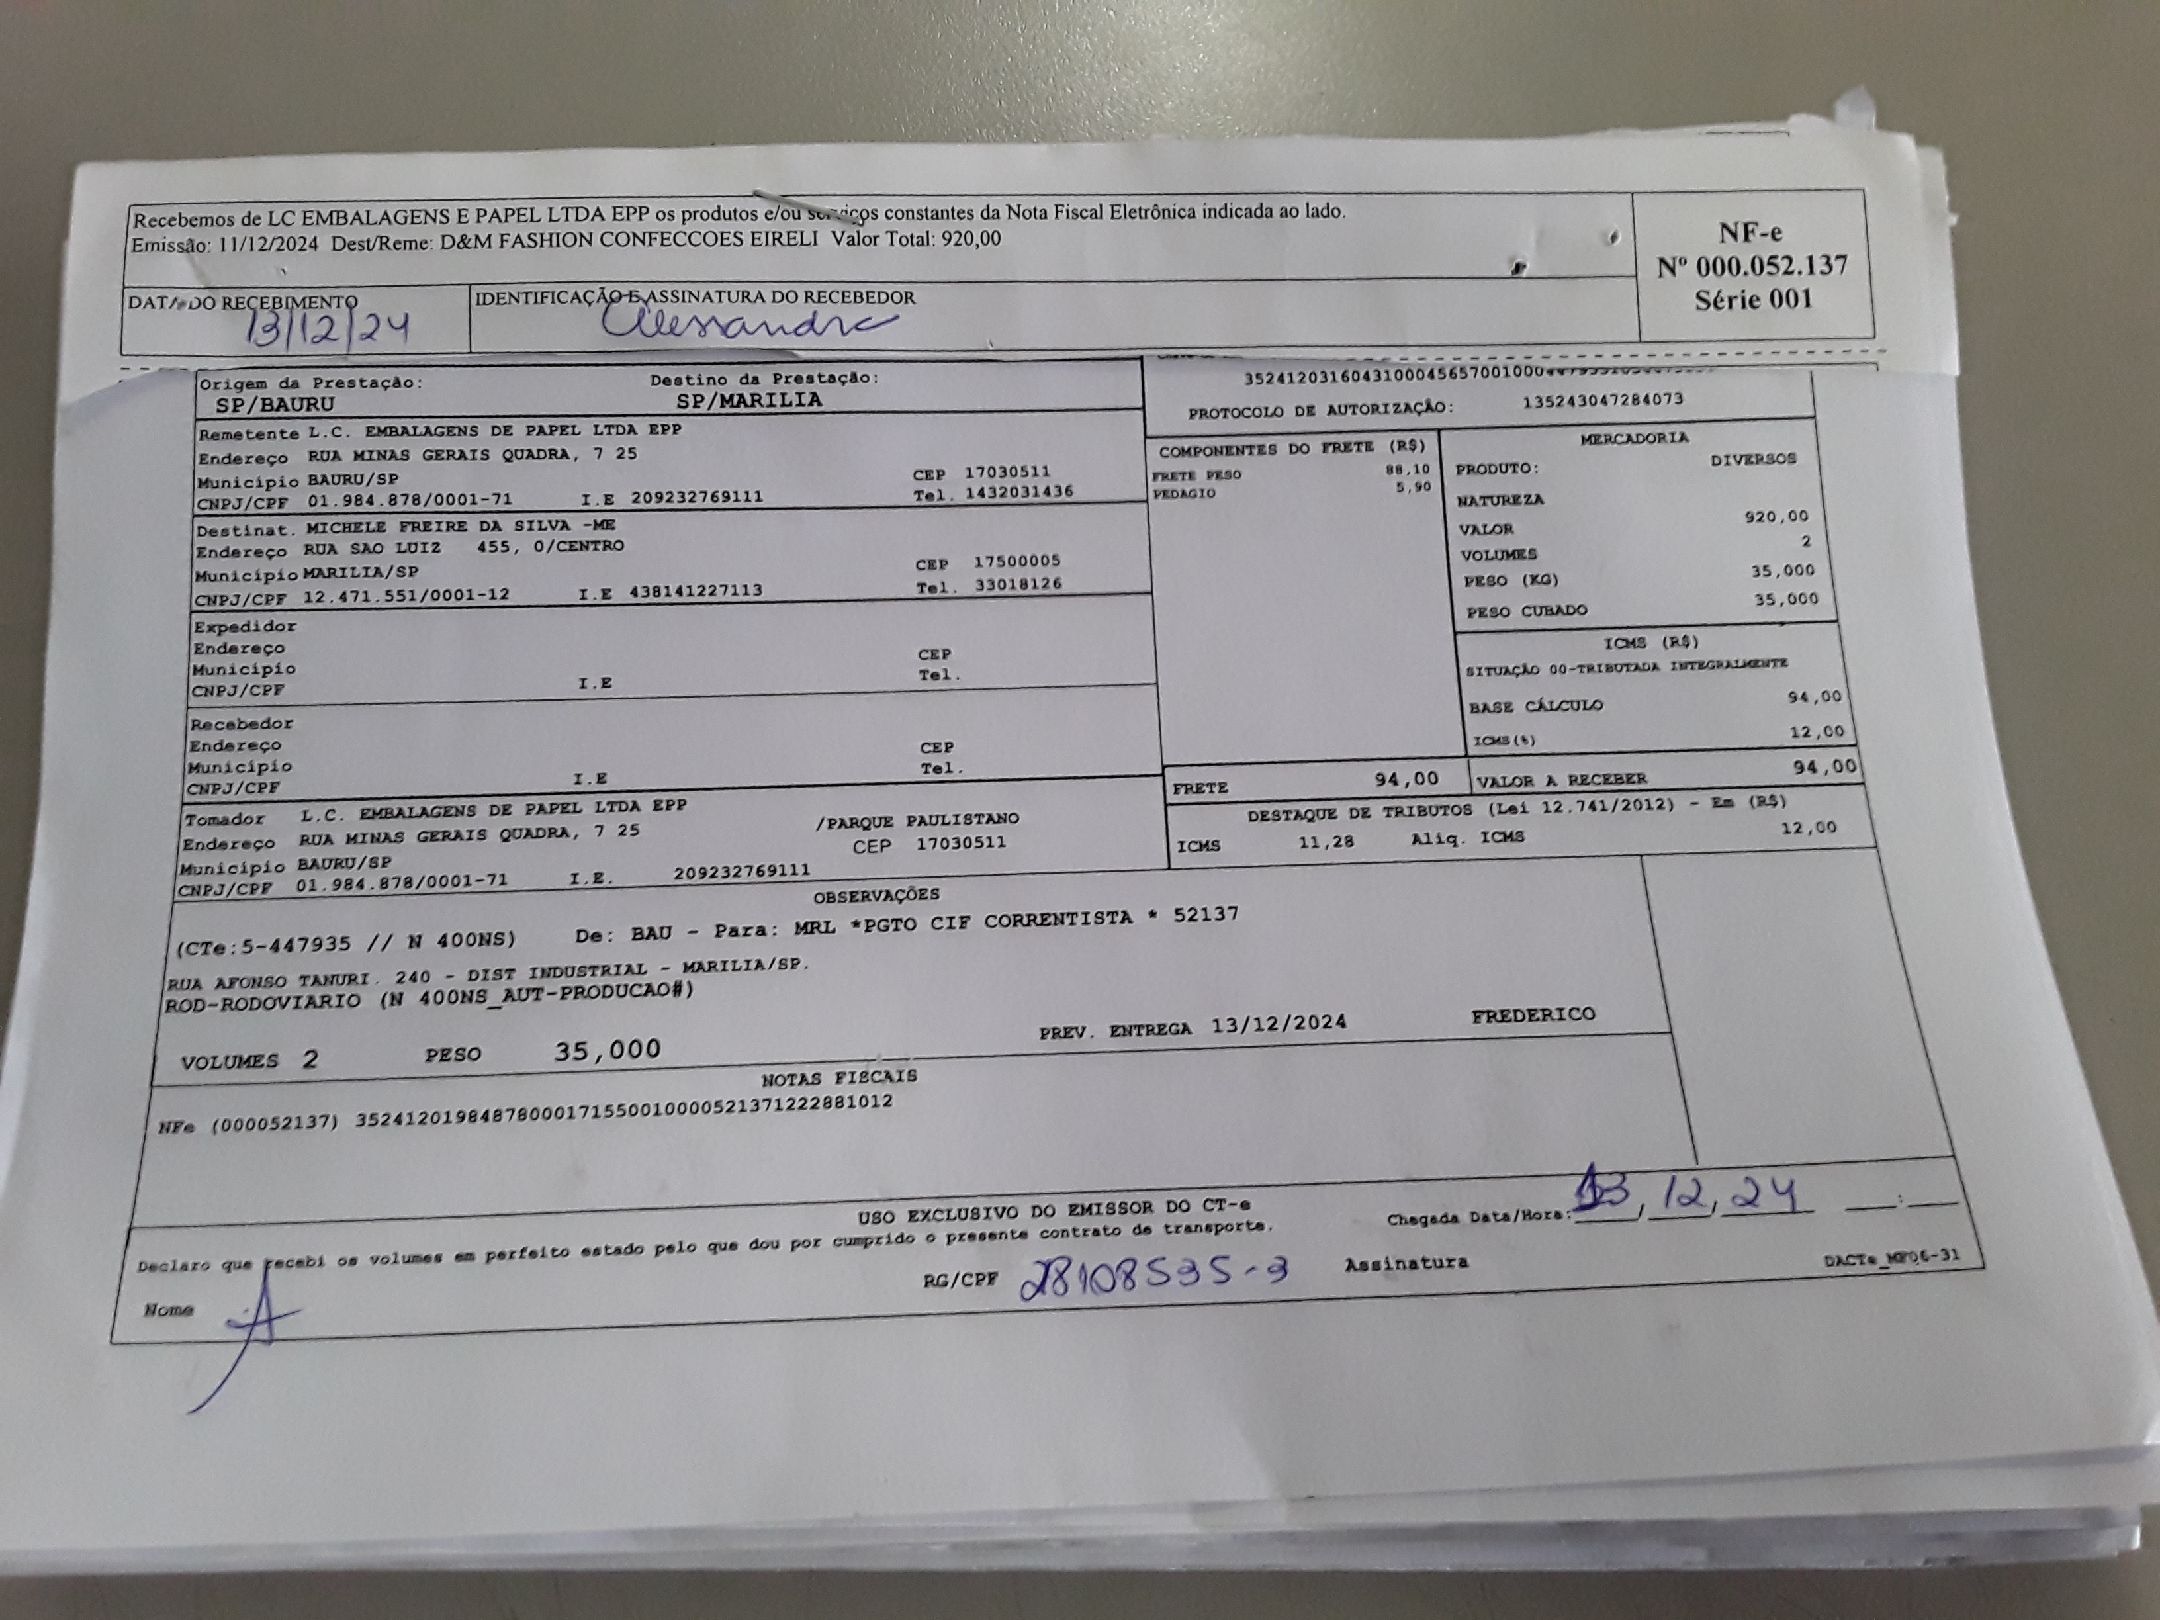 Recebemos de LC EMBALAGENS E PAPEL LTDA EPP os produtos e/ou serviços constantes da Nota Fiscal Eletrônica indicada ao lado.
Emissão: 11/12/2024 Dest/Reme: D&M FASHION CONFECCOES EIRELI Valor Total: 920,00
NF-e
Nº 000.052.137
Série 001
DATA DO RECEBIMENTO
13/12/24
IDENTIFICAÇÃO E ASSINATURA DO RECEBEDOR
Alessandra
Origem da Prestação: Destino da Prestação:
SP/BAURU SP/MARILIA
PROTOCOLO DE AUTORIZAÇÃO: 135243047284073
Remetente L.C. EMBALAGENS DE PAPEL LTDA EPP
Endereço RUA MINAS GERAIS QUADRA, 7 25
Município BAURU/SP CEP 17030511
CNPJ/CPF 01.984.878/0001-71 I.E 209232769111 Tel. 1432031436
Destinat. MICHELE FREIRE DA SILVA -ME
Endereço RUA SAO LUIZ 455, 0/CENTRO
Município MARILIA/SP CEP 17500005
CNPJ/CPF 12.471.551/0001-12 I.E 438141227113 Tel. 33018126
Expedidor
Endereço
Município CEP
CNPJ/CPF I.E Tel.
Recebedor
Endereço
Município CEP
CNPJ/CPF I.E Tel.
Tomador L.C. EMBALAGENS DE PAPEL LTDA EPP
Endereço RUA MINAS GERAIS QUADRA, 7 25 /PARQUE PAULISTANO
Município BAURU/SP CEP 17030511
CNPJ/CPF 01.984.878/0001-71 I.E. 209232769111
COMPONENTES DO FRETE (R$)
FRETE PESO 88,10
PEDAGIO 5,90
MERCADORIA
PRODUTO: DIVERSOS
NATUREZA
VALOR 920,00
VOLUMES 2
PESO (KG) 35,000
PESO CUBADO 35,000
ICMS (R$)
SITUAÇÃO 00-TRIBUTADA INTEGRALMENTE
BASE CÁLCULO 94,00
ICMS(%) 12,00
FRETE 94,00 VALOR A RECEBER 94,00
DESTAQUE DE TRIBUTOS (Lei 12.741/2012) - Em (R$)
ICMS 11,28 Aliq. ICMS 12,00
OBSERVAÇÕES
(CTe:5-447935 // N 400NS) De: BAU - Para: MRL *PGTO CIF CORRENTISTA * 52137
RUA AFONSO TANURI. 240 - DIST INDUSTRIAL - MARILIA/SP.
ROD-RODOVIARIO (N 400NS_AUT-PRODUCAO#)
PREV. ENTREGA 13/12/2024 FREDERICO
VOLUMES 2 PESO 35,000
NOTAS FISCAIS
NFe (000052137) 35241201984878000171550010000521371222881012
USO EXCLUSIVO DO EMISSOR DO CT-e
Declaro que recebi os volumes em perfeito estado pelo que dou por cumprido o presente contrato de transporte.
Chegada Data/Hora: 13/12/24 :
Nome A RG/CPF 28108535-3 Assinatura
DACTe_MF06-31